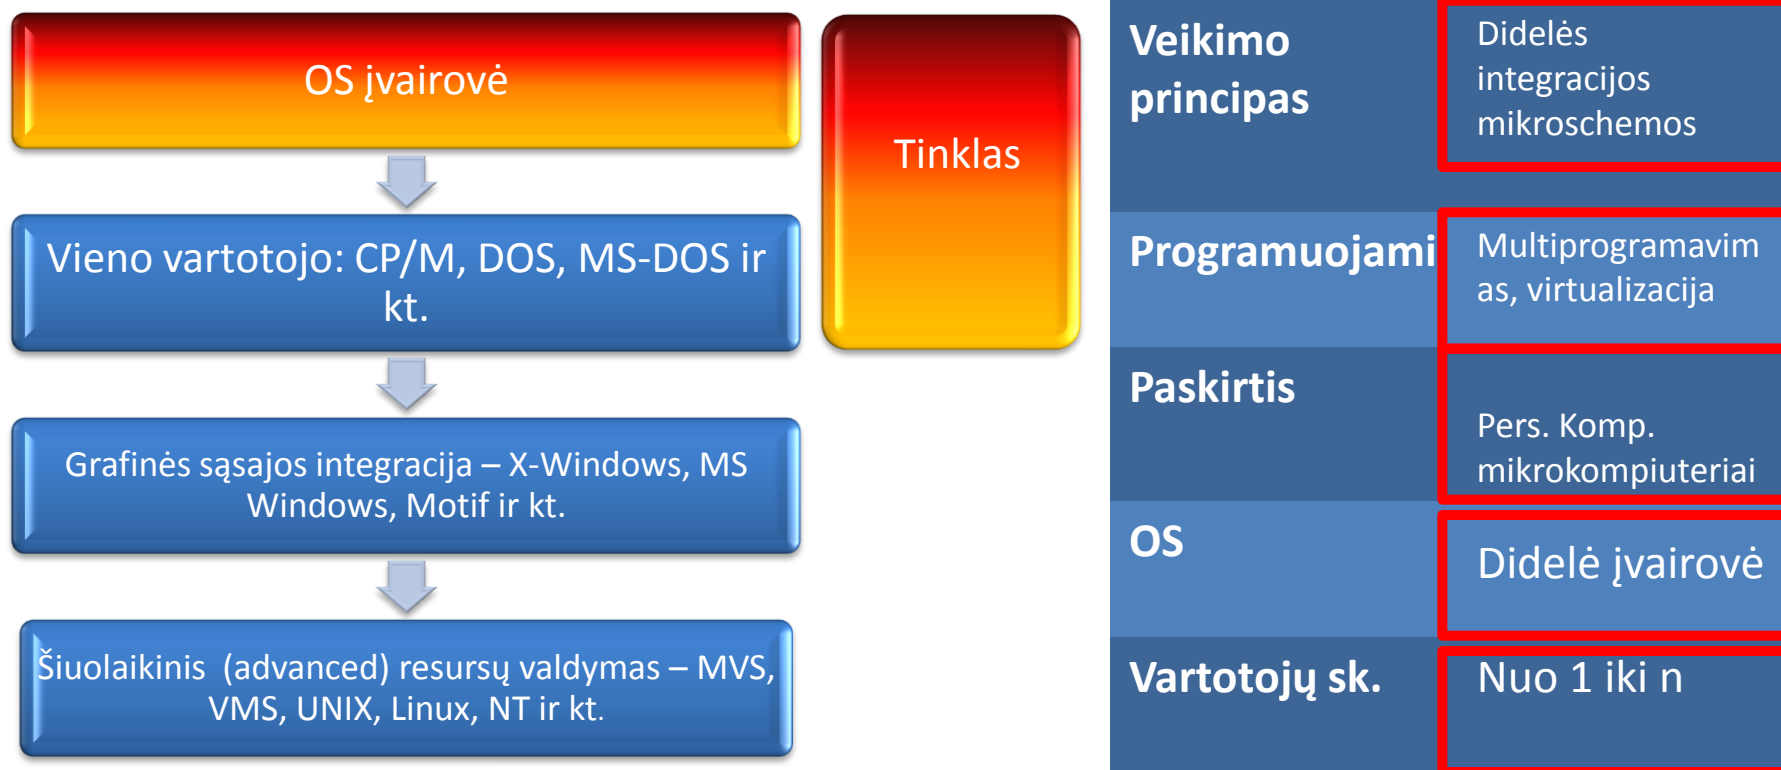 OS įvairovė
Vieno vartotojo: CP/M, DOS, MS-DOS ir
kt.
Grafinės sąsajos integracija – X-Windows, MS
Windows, Motif ir kt.
Šiuolaikinis (advanced) resursų valdymas – MVS,
VMS, UNIX, Linux, NT ir kt.
Tinklas
Veikimo
principas
Didelės
integracijos
mikroschemos
Programuojami
Multiprogramavim
as, virtualizacija
Paskirtis
Pers. Komp.
mikrokompiuteriai
OS
Didelė įvairovė
Vartotojų sk.
Nuo 1 iki n